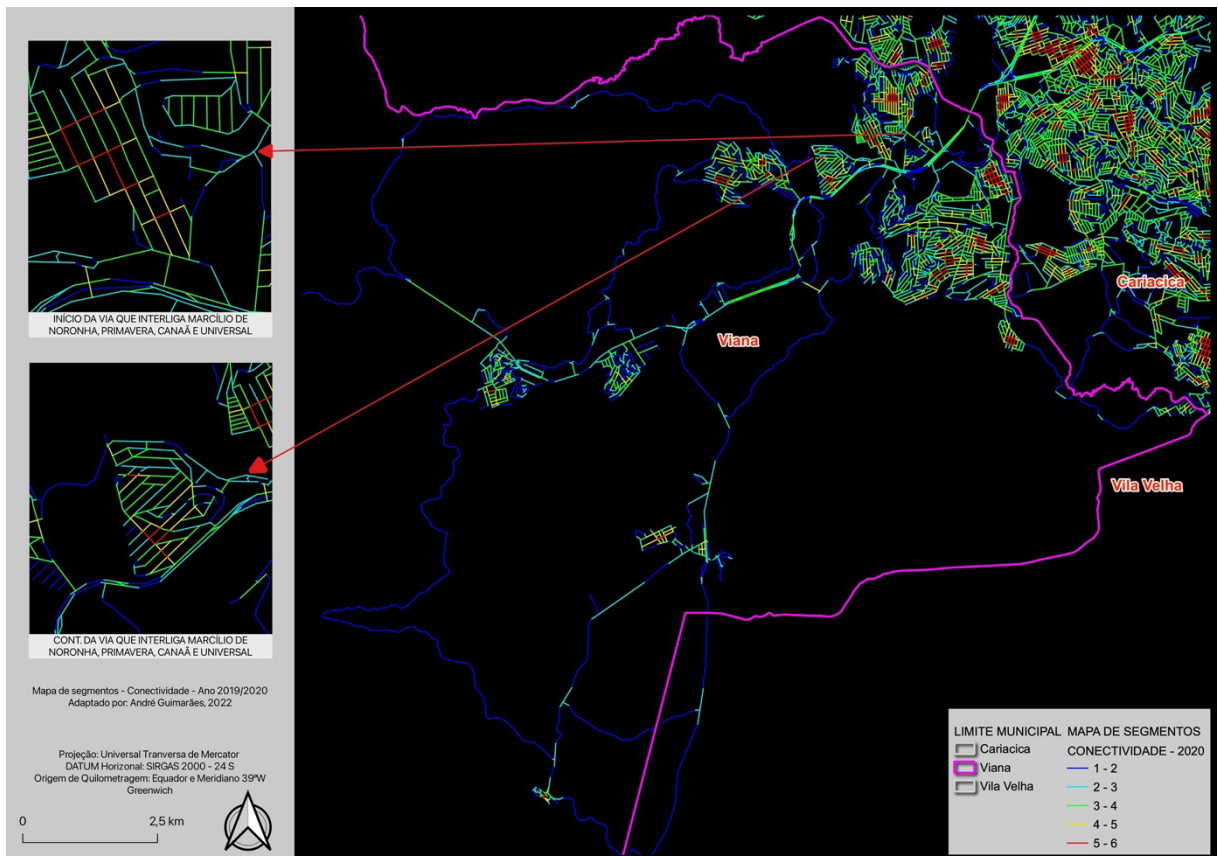 INÍCIO DA VIA QUE INTERLIGA MARCÍLIO DE
NORONHA, PRIMAVERA, CANAÃ E UNIVERSAL
CONT. DA VIA QUE INTERLIGA MARCÍLIO DE
NORONHA, PRIMAVERA, CANAÃ E UNIVERSAL
Mapa de segmentos - Conectividade - Ano 2019/2020
Adaptado por: André Guimarães, 2022
Projeção: Universal Tranversa de Mercator
DATUM Horizonal: SIRGAS 2000 - 24 S
Origem de Quilometragem: Equador e Meridiano 39ºW
Greenwich
0 2,5 km
Cariacica
Viana
Vila Velha
LIMITE MUNICIPAL
Cariacica
Viana
Vila Velha
MAPA DE SEGMENTOS
CONECTIVIDADE - 2020
1 - 2
2 - 3
3 - 4
4 - 5
5 - 6